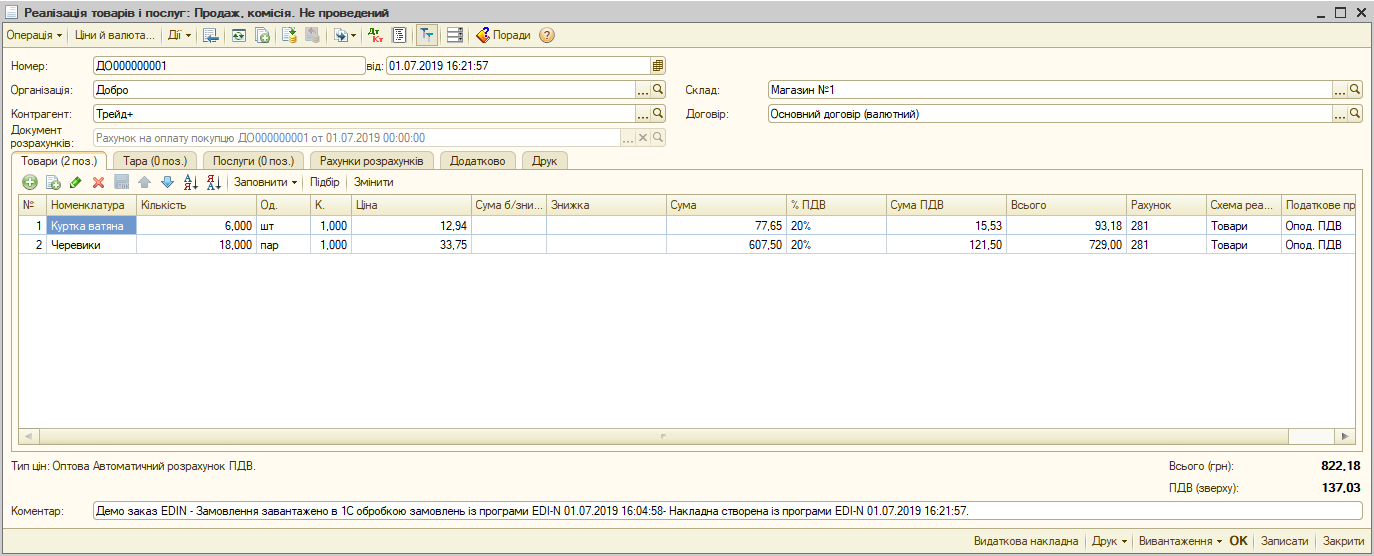 Реалізація товарів і послуг: Продаж, комісія. Не проведений
Операція Ціни й валюта... Дії Дт Кт Поради
Номер: ДО000000001 від: 01.07.2019 16:21:57
Організація: Добро Склад: Магазин №1
Контрагент: Трейд+ Договір: Основний договір (валютний)
Документ розрахунків: Рахунок на оплату покупцю ДО000000001 от 01.07.2019 00:00:00
Товари (2 поз.) Тара (0 поз.) Послуги (0 поз.) Рахунки розрахунків Додатково Друк
Заповнити Підбір Змінити
№ Номенклатура Кількість Од. К. Ціна Сума б/зни... Знижка Сума % ПДВ Сума ПДВ Всього Рахунок Схема реа... Податкове пр
1 Куртка ватяна 6,000 шт 1,000 12,94 77,65 20% 15,53 93,18 281 Товари Опод. ПДВ
2 Черевики 18,000 пар 1,000 33,75 607,50 20% 121,50 729,00 281 Товари Опод. ПДВ
Тип цін: Оптова Автоматичний розрахунок ПДВ. Всього (грн): 822,18
ПДВ (зверху): 137,03
Коментар: Демо заказ EDIN - Замовлення завантажено в 1С обробкою замовлень із програми EDI-N 01.07.2019 16:04:58- Накладна створена із програми EDI-N 01.07.2019 16:21:57.
Видаткова накладна Друк Вивантаження OK Записати Закрити